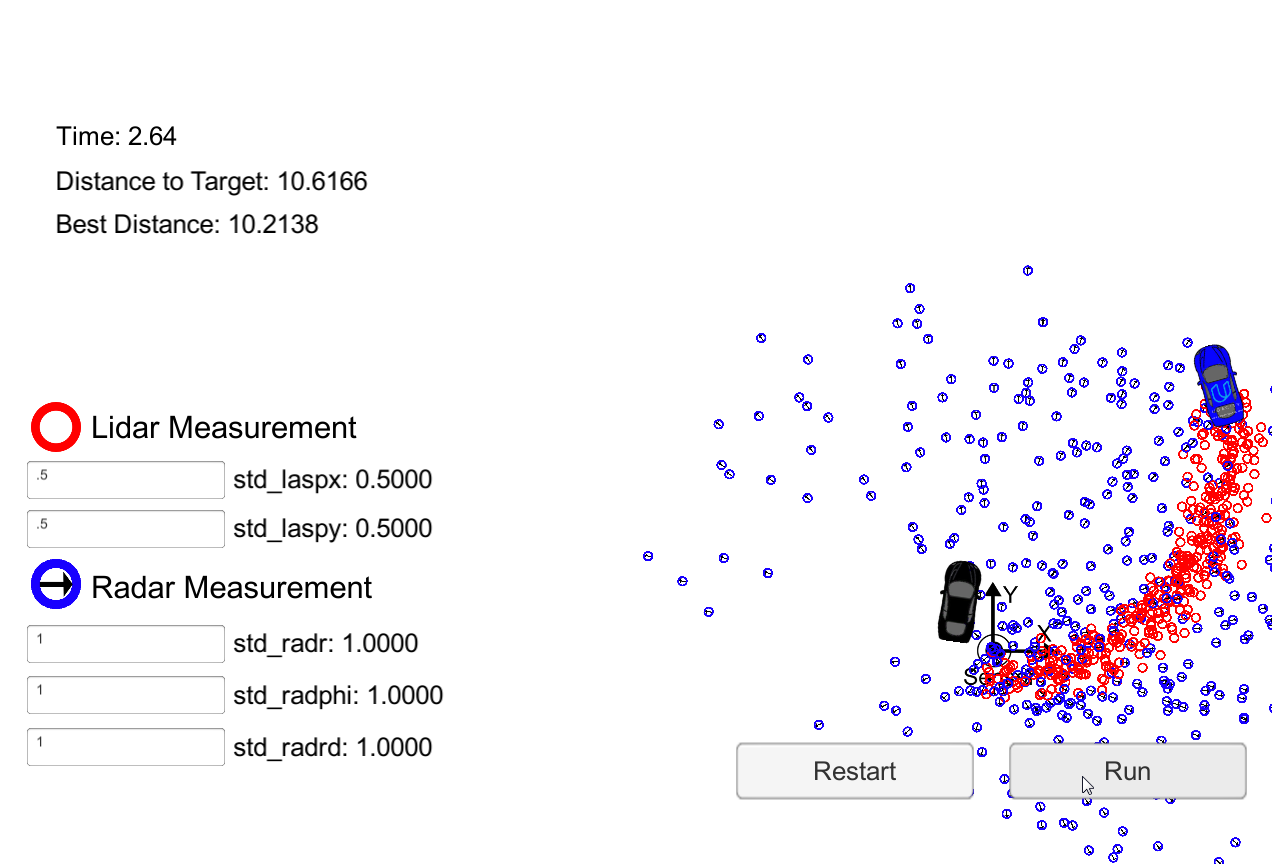 Time: 2.64
Distance to Target: 10.6166
Best Distance: 10.2138
Lidar Measurement
.5
std_laspx: 0.5000
.5
std_laspy: 0.5000
Radar Measurement
1
std_radr: 1.0000
1
std_radphi: 1.0000
1
std_radrd: 1.0000
Y
X
Restart
Run